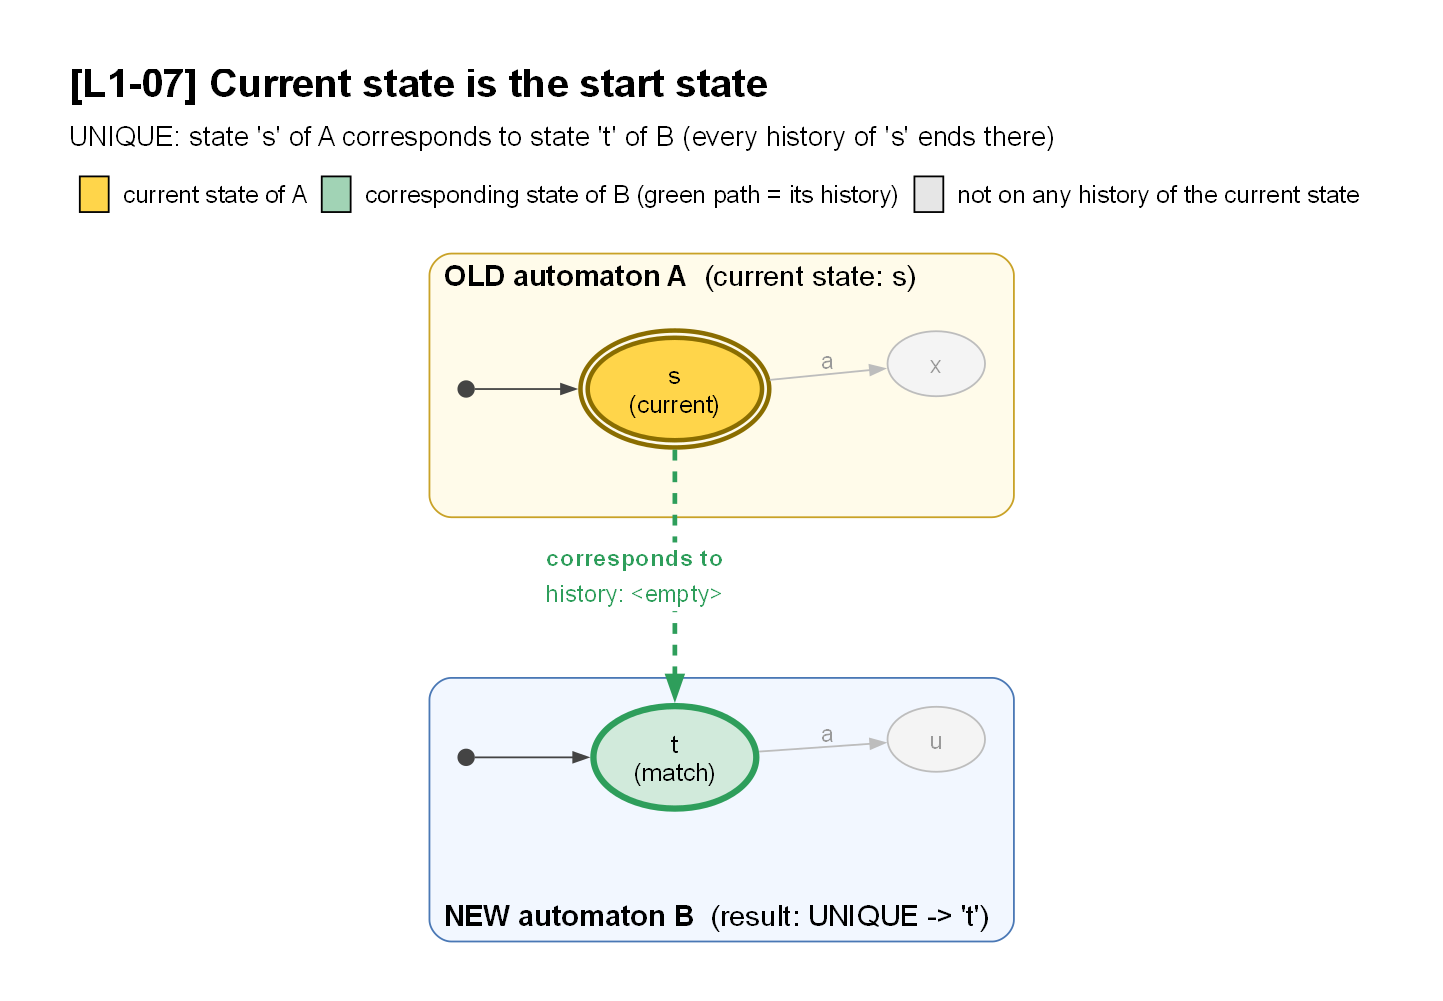 [L1-07] Current state is the start state
UNIQUE: state 's' of A corresponds to state 't' of B (every history of 's' ends there)
current state of A
corresponding state of B (green path = its history)
not on any history of the current state
OLD automaton A (current state: s)
s
(current)
a
x
corresponds to
history: <empty>
t
(match)
a
u
NEW automaton B (result: UNIQUE -> 't')